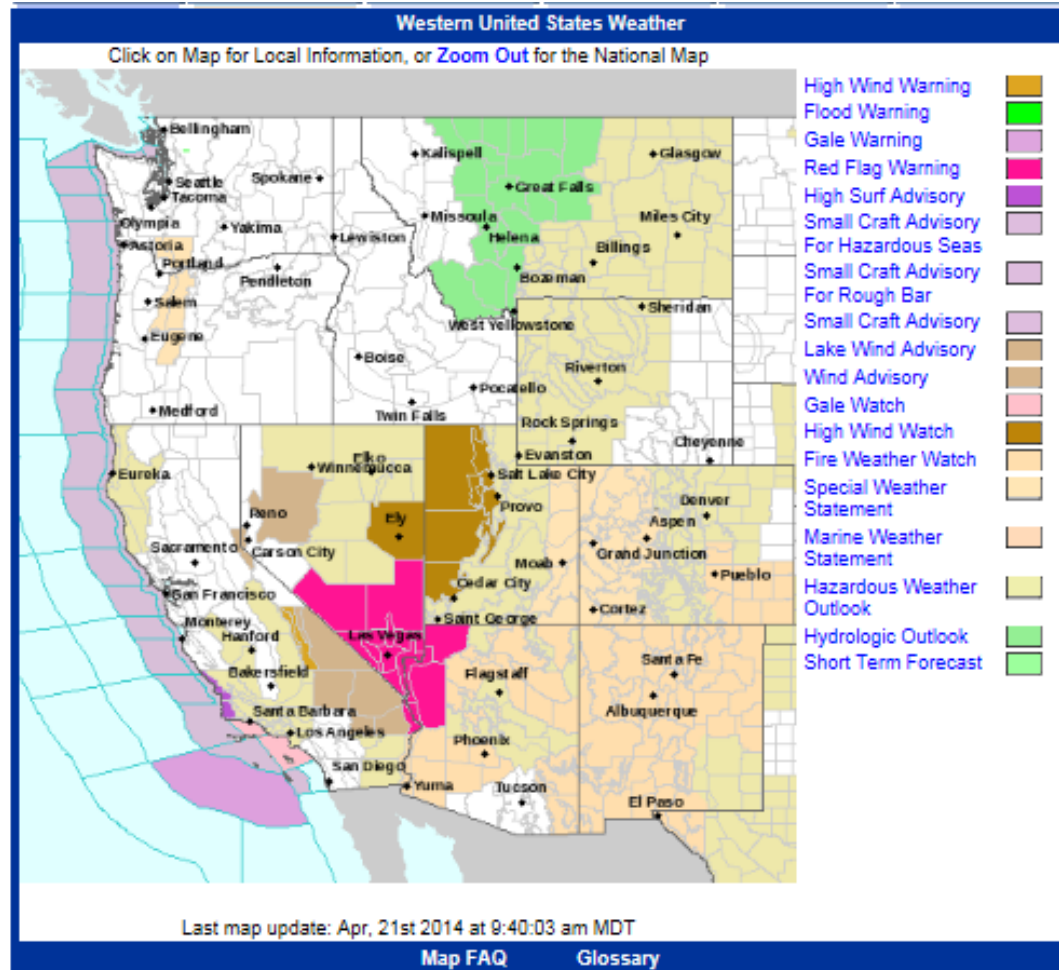 Western United States Weather
Click on Map for Local Information, or Zoom Out for the National Map
Bellingham
Seattle
Tacoma
Spokane
Olympia
Yakima
Astoria
Lewiston
Portland
Pendleton
Salem
Eugene
Medford
Kalispell
Great Falls
Glasgow
Missoula
Helena
Miles City
Billings
Bozeman
West Yellowstone
Sheridan
Boise
Pocatello
Twin Falls
Riverton
Rock Springs
Evanston
Cheyenne
Eureka
Elko
Winnemucca
Salt Lake City
Provo
Reno
Ely
Carson City
Sacramento
San Francisco
Monterey
Hanford
Bakersfield
Las Vegas
Cedar City
Saint George
Moab
Denver
Aspen
Grand Junction
Pueblo
Cortez
Santa Barbara
Los Angeles
San Diego
Flagstaff
Phoenix
Yuma
Tucson
Santa Fe
Albuquerque
El Paso
High Wind Warning
Flood Warning
Gale Warning
Red Flag Warning
High Surf Advisory
Small Craft Advisory
For Hazardous Seas
Small Craft Advisory
For Rough Bar
Small Craft Advisory
Lake Wind Advisory
Wind Advisory
Gale Watch
High Wind Watch
Fire Weather Watch
Special Weather
Statement
Marine Weather
Statement
Hazardous Weather
Outlook
Hydrologic Outlook
Short Term Forecast
Last map update: Apr, 21st 2014 at 9:40:03 am MDT
Map FAQ Glossary